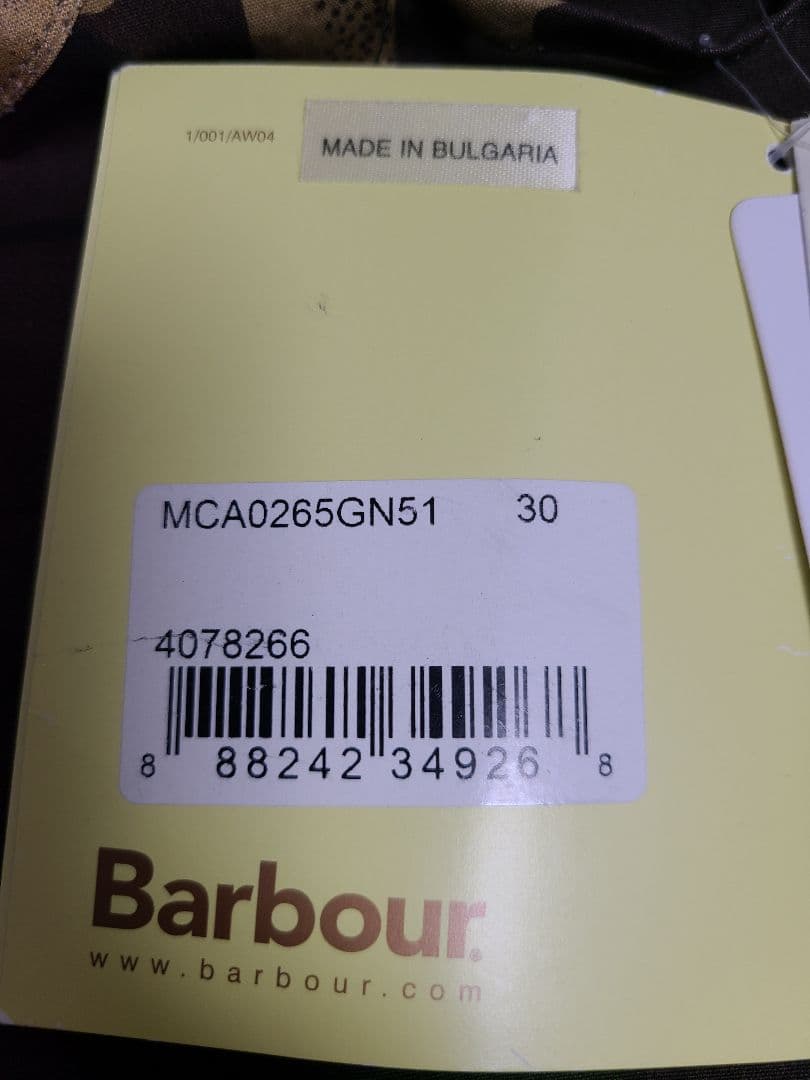 1/001/AW04
MADE IN BULGARIA
MCA0265GN51 30
4078266
8 88242 34926 8
Barbour®
www.barbour.com